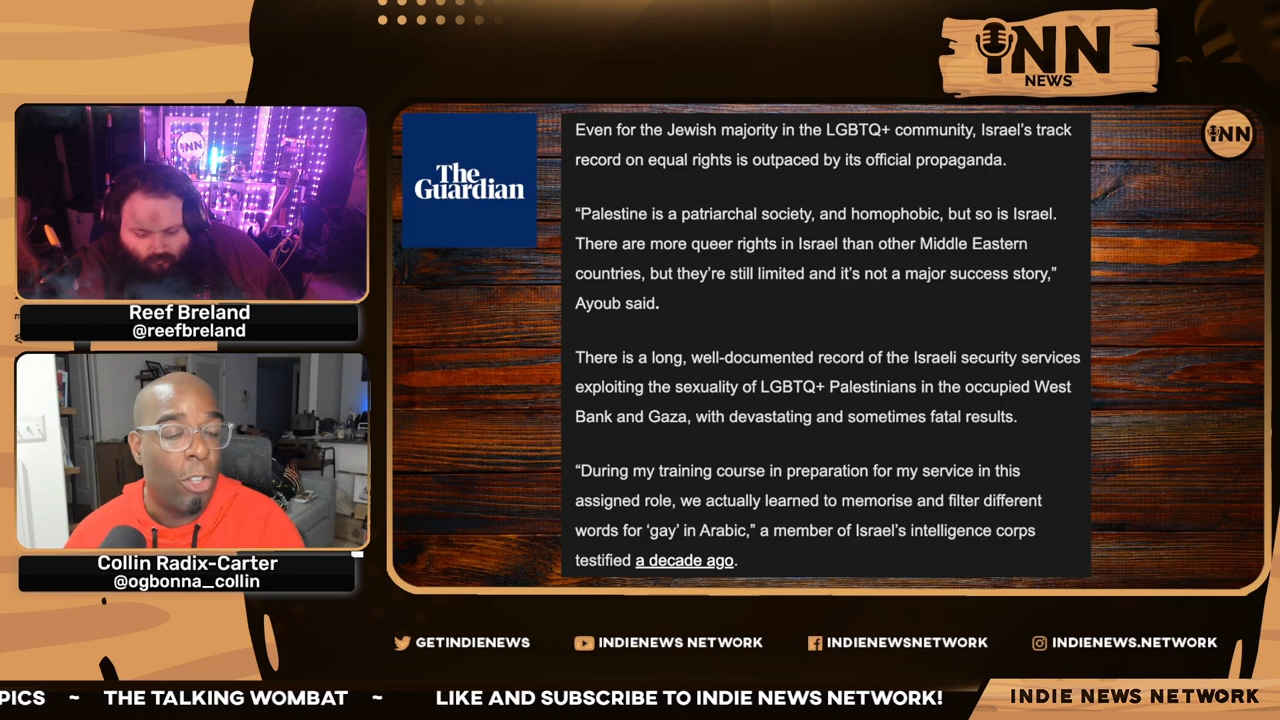 INN
NEWS
INN
The
Guardian
Even for the Jewish majority in the LGBTQ+ community, Israel's track
record on equal rights is outpaced by its official propaganda.
“Palestine is a patriarchal society, and homophobic, but so is Israel.
There are more queer rights in Israel than other Middle Eastern
countries, but they’re still limited and it’s not a major success story,”
Ayoub said.
There is a long, well-documented record of the Israeli security services
exploiting the sexuality of LGBTQ+ Palestinians in the occupied West
Bank and Gaza, with devastating and sometimes fatal results.
“During my training course in preparation for my service in this
assigned role, we actually learned to memorise and filter different
words for ‘gay’ in Arabic,” a member of Israel’s intelligence corps
testified a decade ago.
INN
Reef Breland
@reefbreland
Collin Radix-Carter
@ogbonna_collin
GETINDIENEWS
INDIENEWS NETWORK
INDIENEWSNETWORK
INDIENEWS.NETWORK
PICS ~ THE TALKING WOMBAT ~ LIKE AND SUBSCRIBE TO INDIE NEWS NETWORK!
INDIE NEWS NETWORK